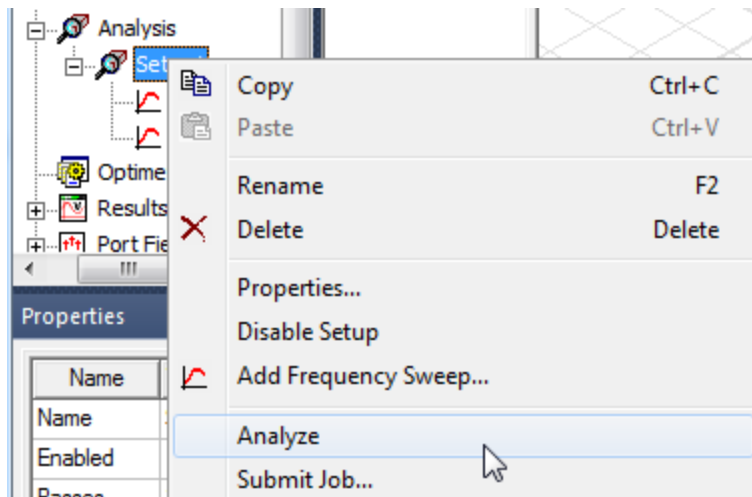 Analysis
Set
Copy Ctrl+C
Paste Ctrl+V
Optime
Rename F2
Results
Delete Delete
Port Fie
Properties...
Properties
Disable Setup
Name
Add Frequency Sweep...
Name
Analyze
Enabled
Submit Job...